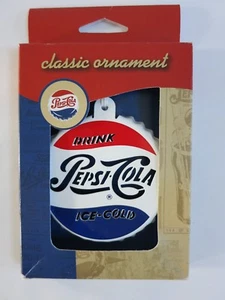 classic ornament
Pepsi-Cola
DRINK
PEPSI-COLA
®
ICE-COLD